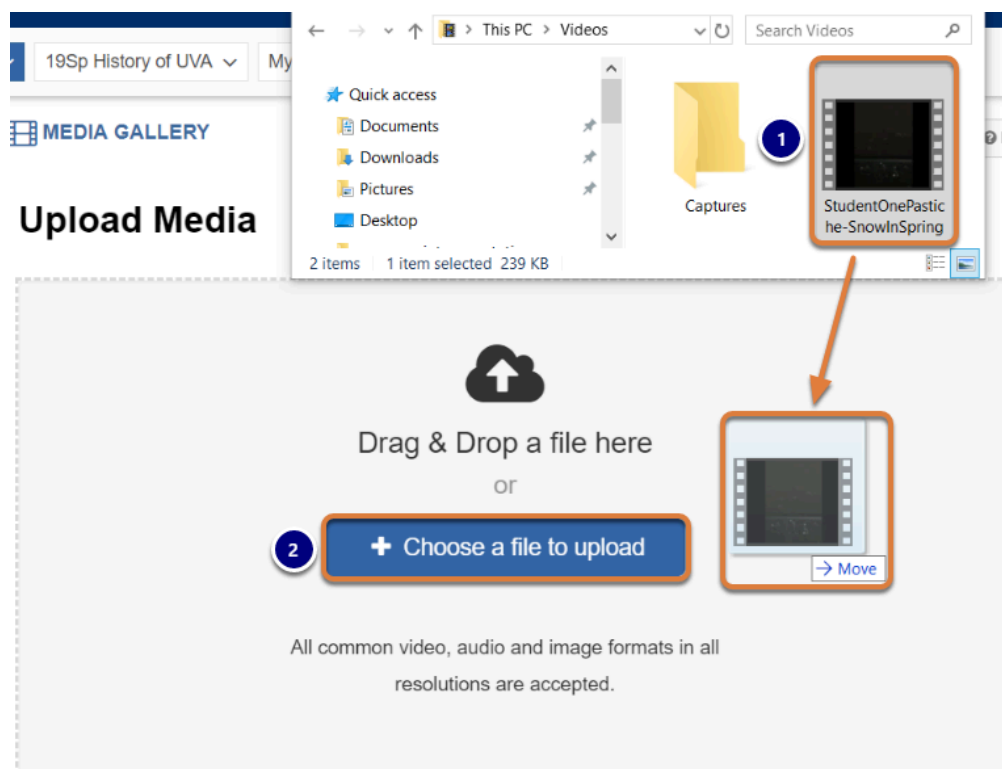 This PC > Videos
Search Videos
19Sp History of UVA
My
Quick access
Documents
Downloads
Pictures
Desktop
Captures
1
StudentOnePastic
he-SnowInSpring
2 items
1 item selected 239 KB
MEDIA GALLERY
Upload Media
Drag & Drop a file here
or
2
+ Choose a file to upload
→ Move
All common video, audio and image formats in all
resolutions are accepted.